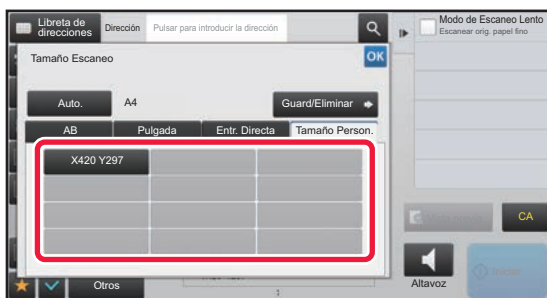 Libreta de
direcciones
Dirección
Pulsar para introducir la dirección
Modo de Escaneo Lento
Escanear orig. papel fino
Tamaño Escaneo
OK
Auto.
A4
Guard/Eliminar
AB
Pulgada
Entr. Directa
Tamaño Person.
X420 Y297
CA
Otros
1
Altavoz